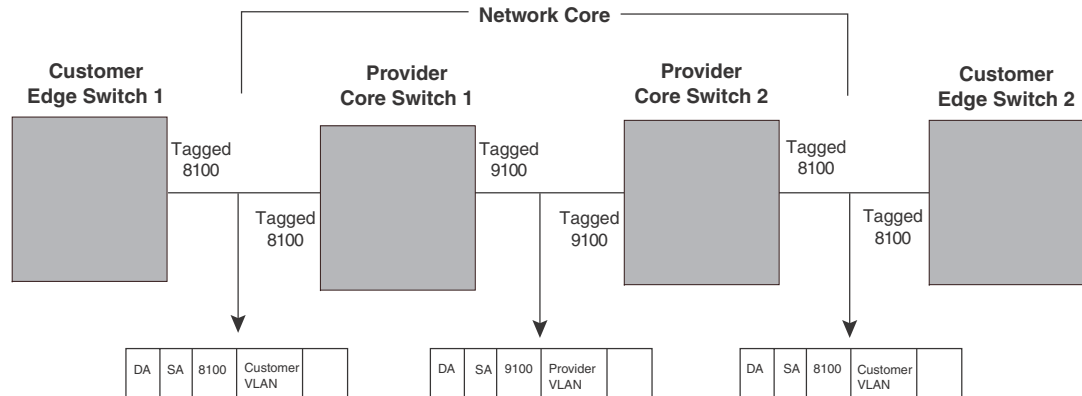 Network Core
Customer
Edge Switch 1
Provider
Core Switch 1
Provider
Core Switch 2
Customer
Edge Switch 2
Tagged
8100
Tagged
8100
Tagged
9100
Tagged
9100
Tagged
8100
Tagged
8100
DA SA 8100 Customer
VLAN
DA SA 9100 Provider
VLAN
DA SA 8100 Customer
VLAN